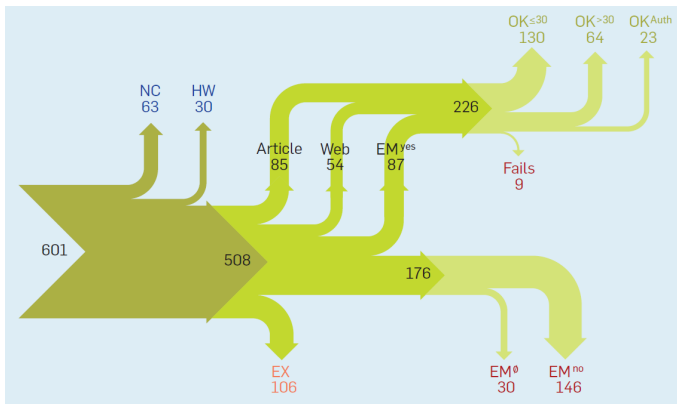 OK≤30 OK>30 OKAuth
130 64 23
NC HW
63 30
226
Article Web EMyes
85 54 87
Fails
9
601
508
176
EX
106
EMø EMno
30 146